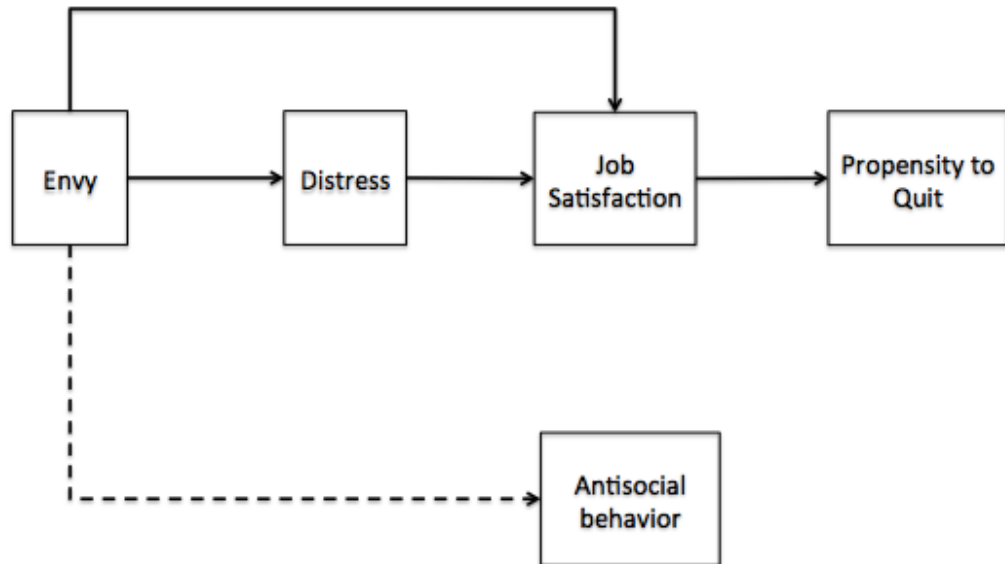 Envy
Distress
Job
Satisfaction
Propensity to
Quit
Antisocial
behavior